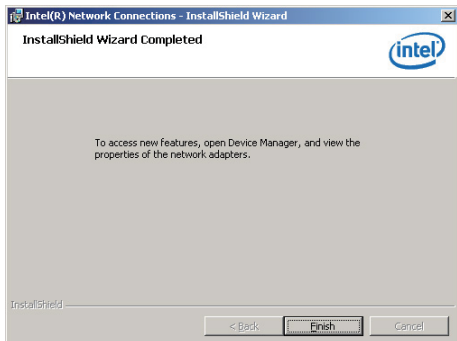 Intel(R) Network Connections - InstallShield Wizard
InstallShield Wizard Completed
intel
To access new features, open Device Manager, and view the
properties of the network adapters.
InstallShield
< Back
Finish
Cancel